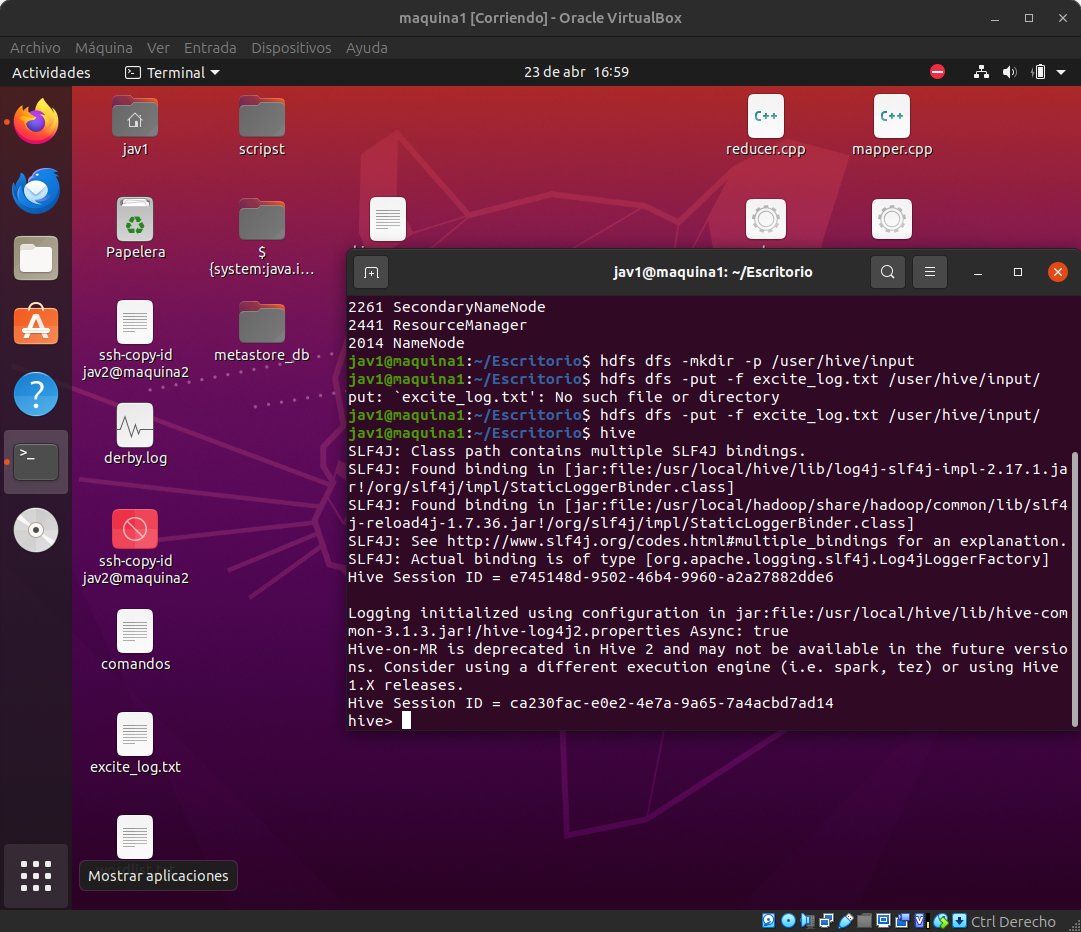 maquina1 [Corriendo] - Oracle VirtualBox
Archivo Máquina Ver Entrada Dispositivos Ayuda
Actividades Terminal 23 de abr 16:59
jav1
scripst
reducer.cpp
mapper.cpp
Papelera
$
{system:java.i...
ssh-copy-id
jav2@maquina2
metastore_db
derby.log
ssh-copy-id
jav2@maquina2
comandos
excite_log.txt
Mostrar aplicaciones
jav1@maquina1: ~/Escritorio
2261 SecondaryNameNode
2441 ResourceManager
2014 NameNode
jav1@maquina1:~/Escritorio$ hdfs dfs -mkdir -p /user/hive/input
jav1@maquina1:~/Escritorio$ hdfs dfs -put -f excite_log.txt /user/hive/input/
put: `excite_log.txt': No such file or directory
jav1@maquina1:~/Escritorio$ hdfs dfs -put -f excite_log.txt /user/hive/input/
jav1@maquina1:~/Escritorio$ hive
SLF4J: Class path contains multiple SLF4J bindings.
SLF4J: Found binding in [jar:file:/usr/local/hive/lib/log4j-slf4j-impl-2.17.1.ja
r!/org/slf4j/impl/StaticLoggerBinder.class]
SLF4J: Found binding in [jar:file:/usr/local/hadoop/share/hadoop/common/lib/slf4
j-reload4j-1.7.36.jar!/org/slf4j/impl/StaticLoggerBinder.class]
SLF4J: See http://www.slf4j.org/codes.html#multiple_bindings for an explanation.
SLF4J: Actual binding is of type [org.apache.logging.slf4j.Log4jLoggerFactory]
Hive Session ID = e745148d-9502-46b4-9960-a2a27882dde6
Logging initialized using configuration in jar:file:/usr/local/hive/lib/hive-com
mon-3.1.3.jar!/hive-log4j2.properties Async: true
Hive-on-MR is deprecated in Hive 2 and may not be available in the future versio
ns. Consider using a different execution engine (i.e. spark, tez) or using Hive
1.X releases.
Hive Session ID = ca230fac-e0e2-4e7a-9a65-7a4acbd7ad14
hive>
Ctrl Derecho